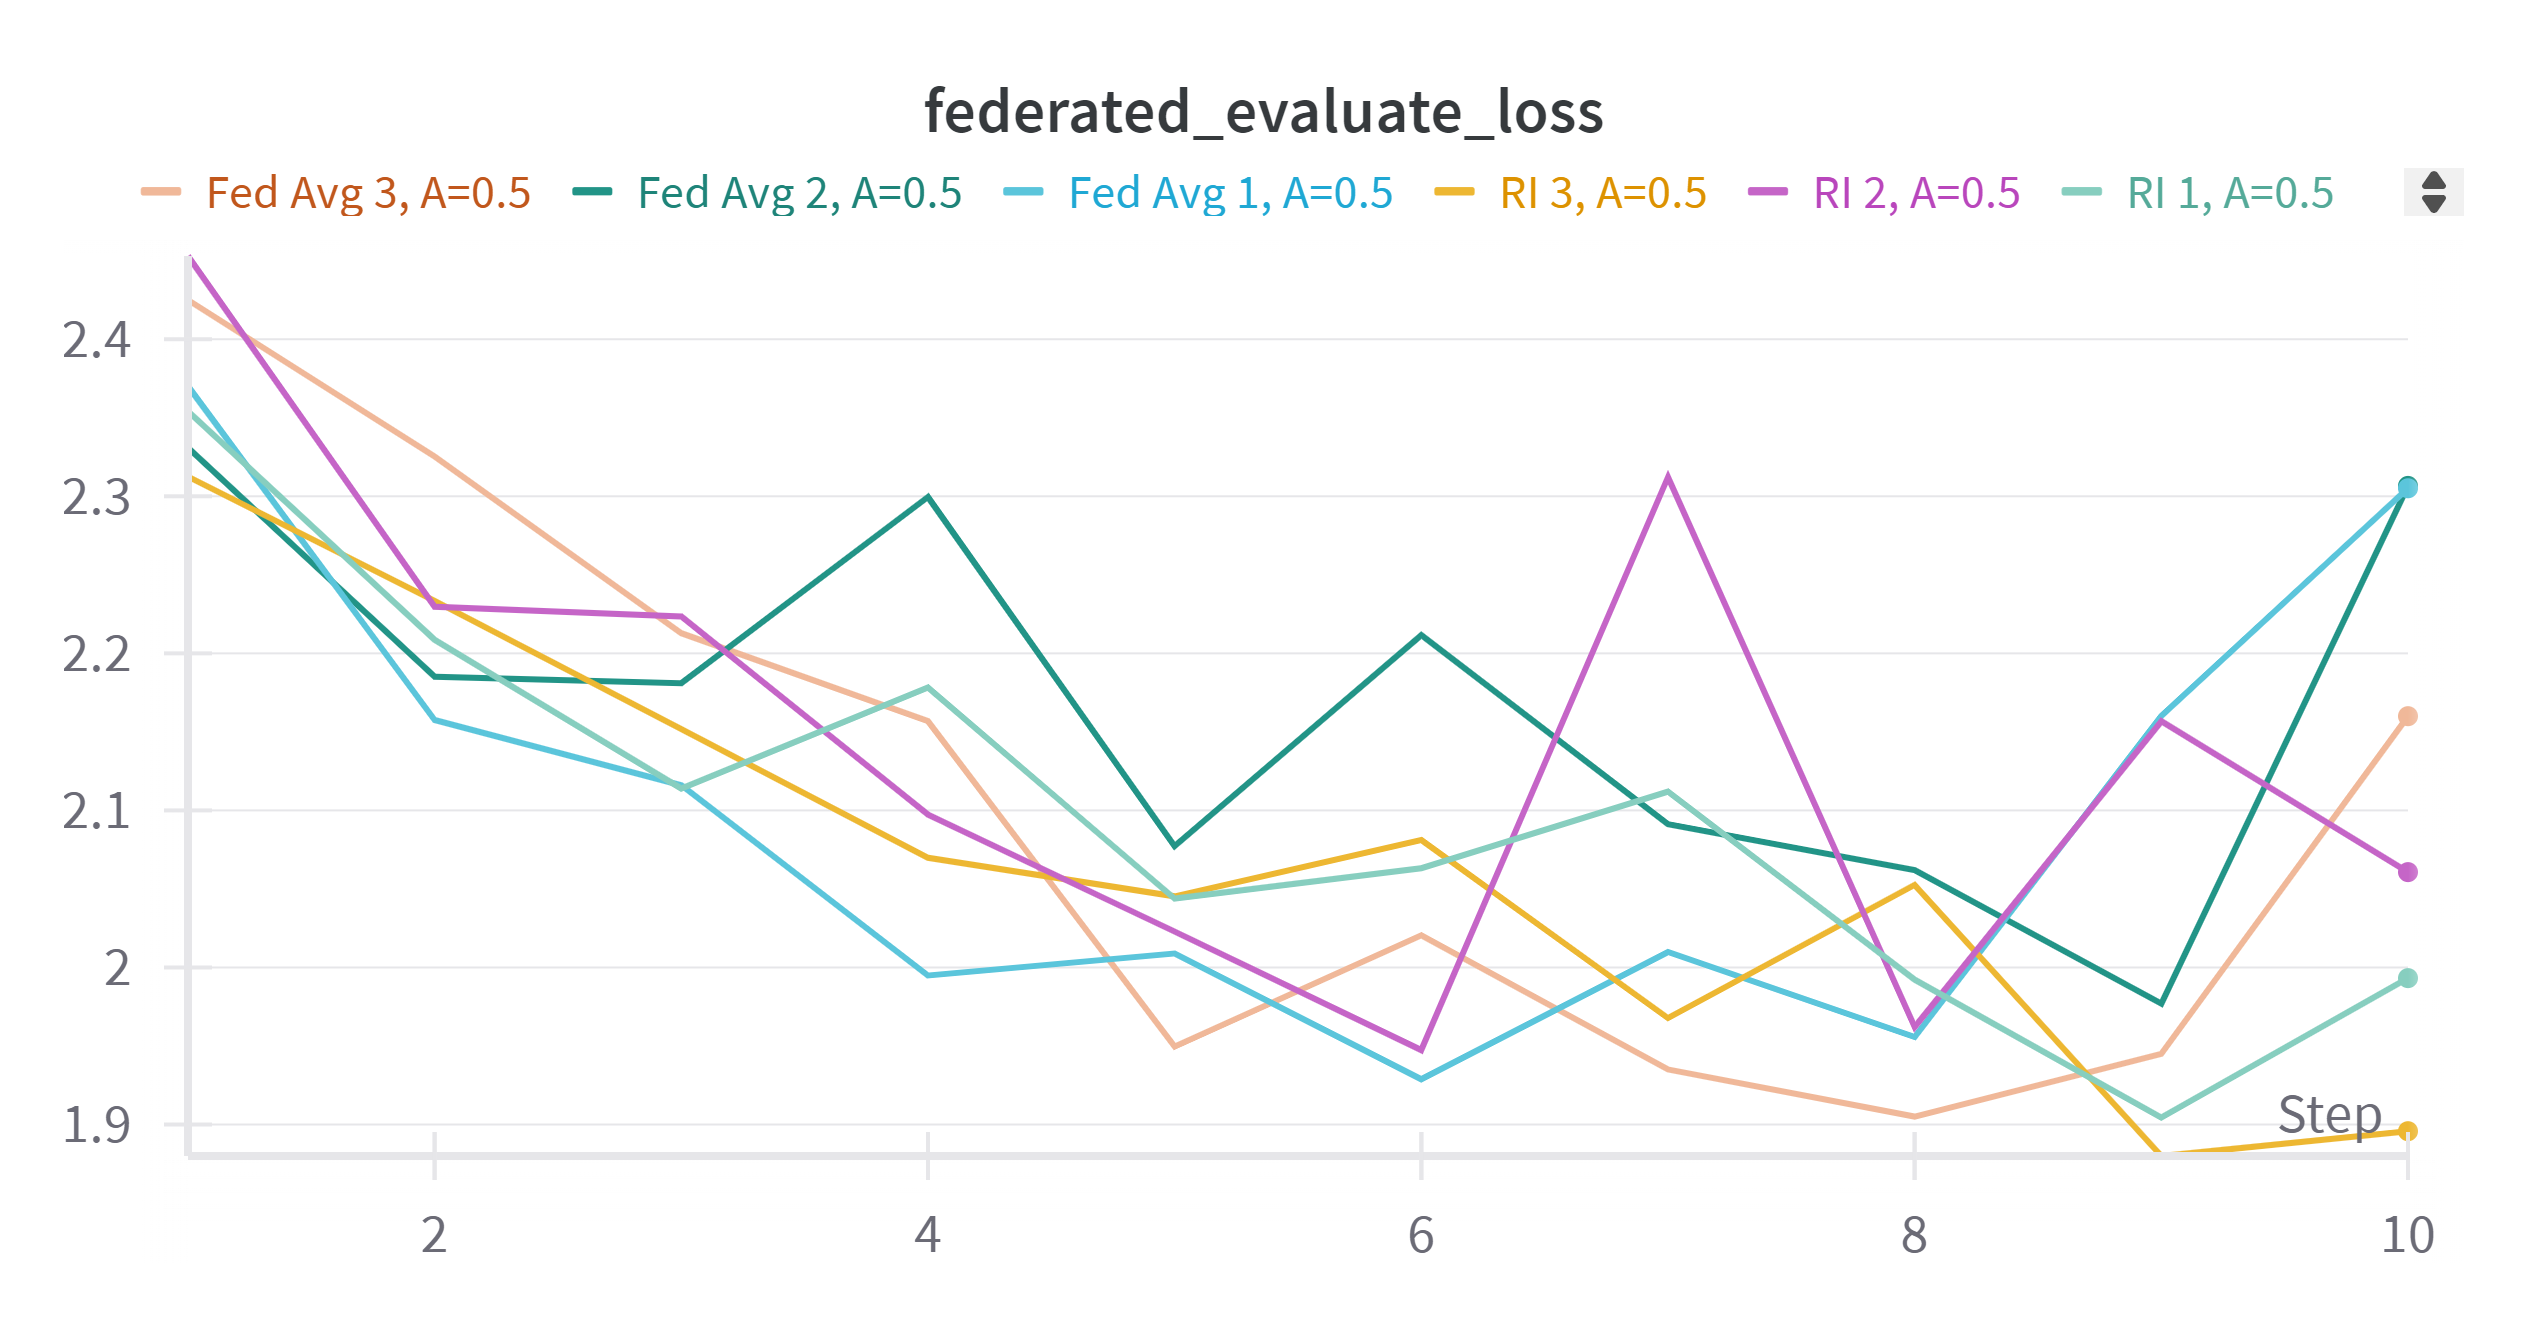 federated_evaluate_loss
Fed Avg 3, A=0.5 Fed Avg 2, A=0.5 Fed Avg 1, A=0.5 RI 3, A=0.5 RI 2, A=0.5 RI 1, A=0.5
2.4
2.3
2.2
2.1
2
1.9
Step
2 4 6 8 10